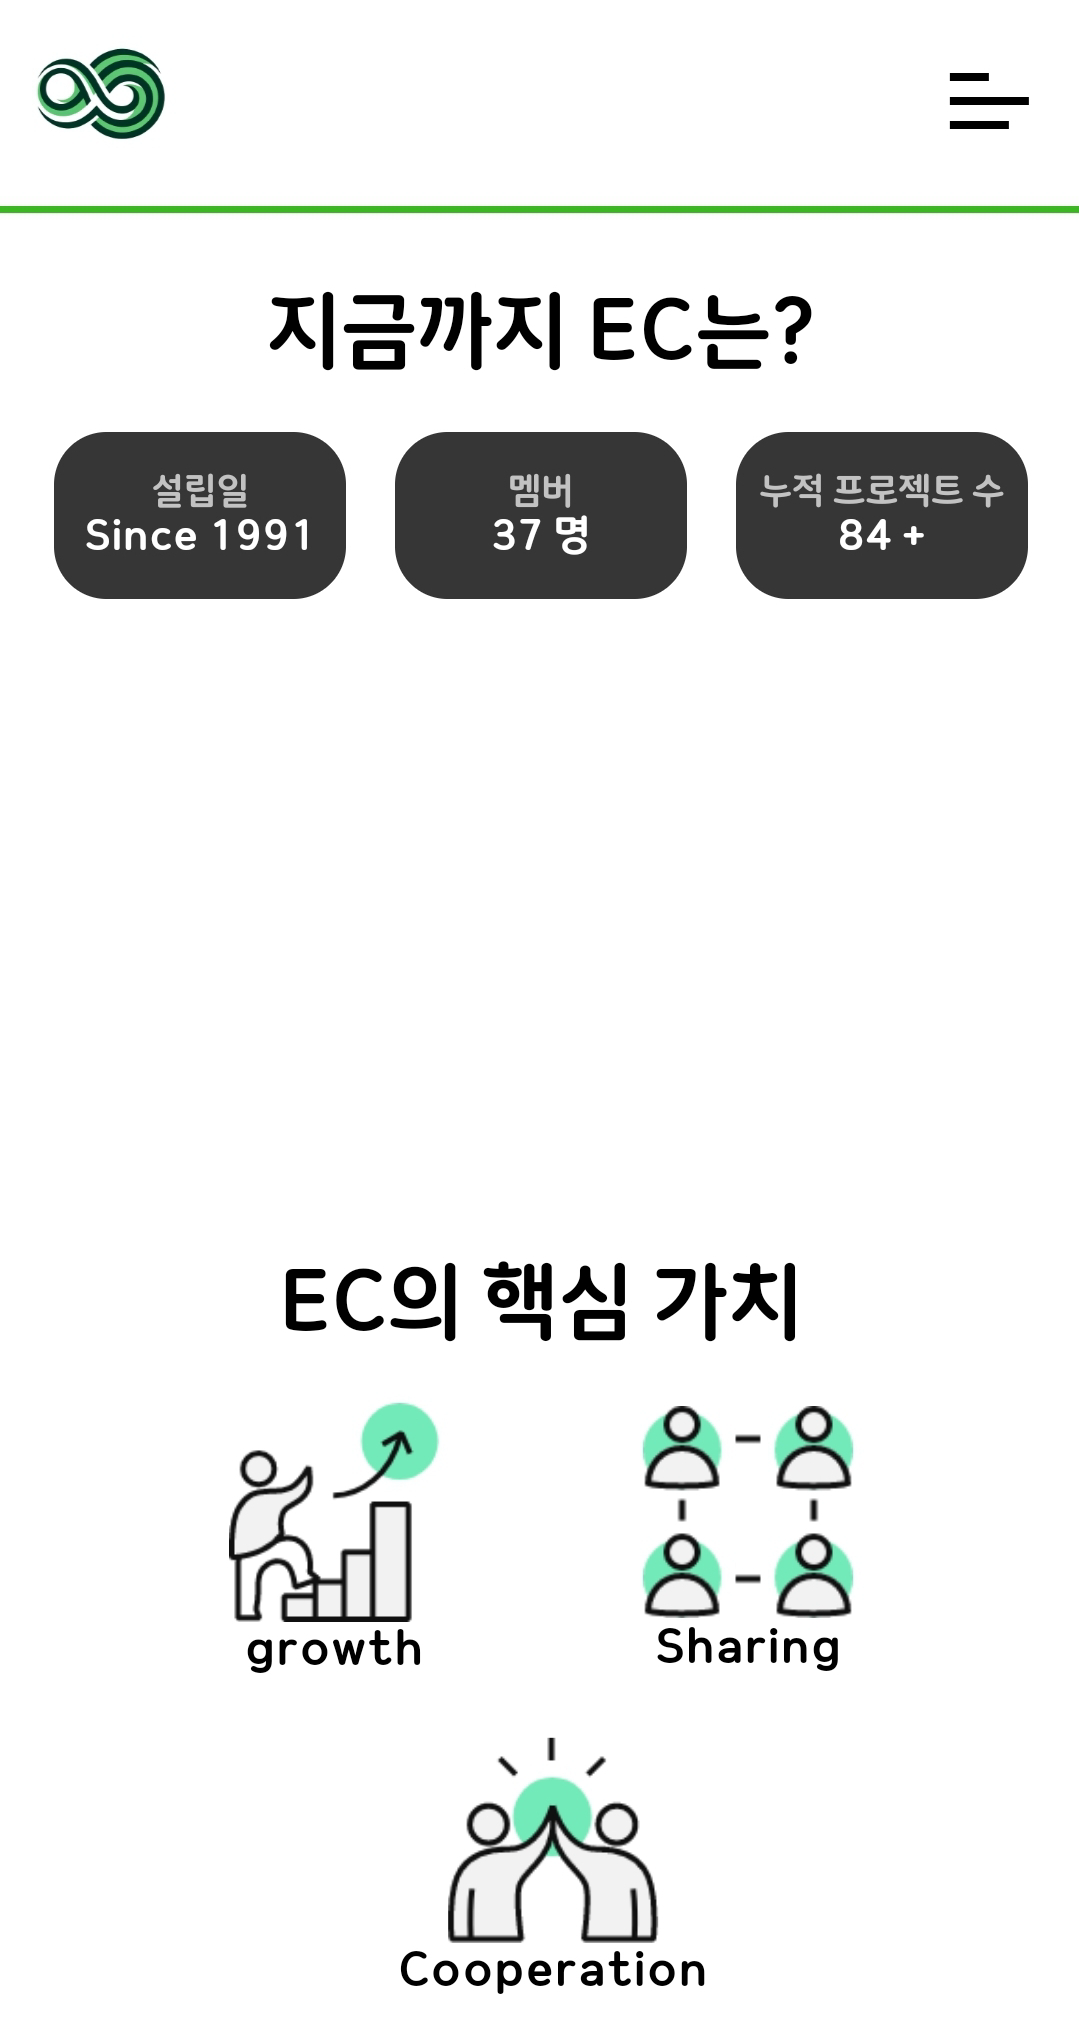 지금까지 EC는?
설립일
Since 1991
멤버
37 명
누적 프로젝트 수
84 +
EC의 핵심 가치
growth
Sharing
Cooperation